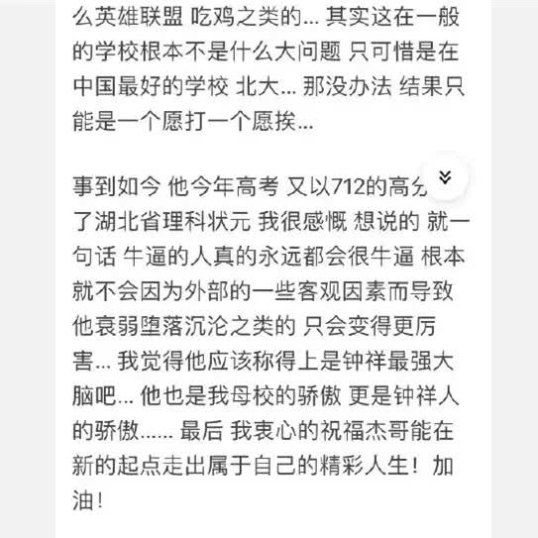 么英雄联盟 吃鸡之类的... 其实这在一般
的学校根本不是什么大问题 只可惜是在
中国最好的学校 北大... 那没办法 结果只
能是一个愿打一个愿挨...
事到如今 他今年高考 又以712的高分
了湖北省理科状元 我很感慨 想说的 就一
句话 牛逼的人真的永远都会很牛逼 根本
就不会因为外部的一些客观因素而导致
他衰弱堕落沉沦之类的 只会变得更厉
害... 我觉得他应该称得上是钟祥最强大
脑吧... 他也是我母校的骄傲 更是钟祥人
的骄傲...... 最后 我衷心的祝福杰哥能在
新的起点走出属于自己的精彩人生！加
油！